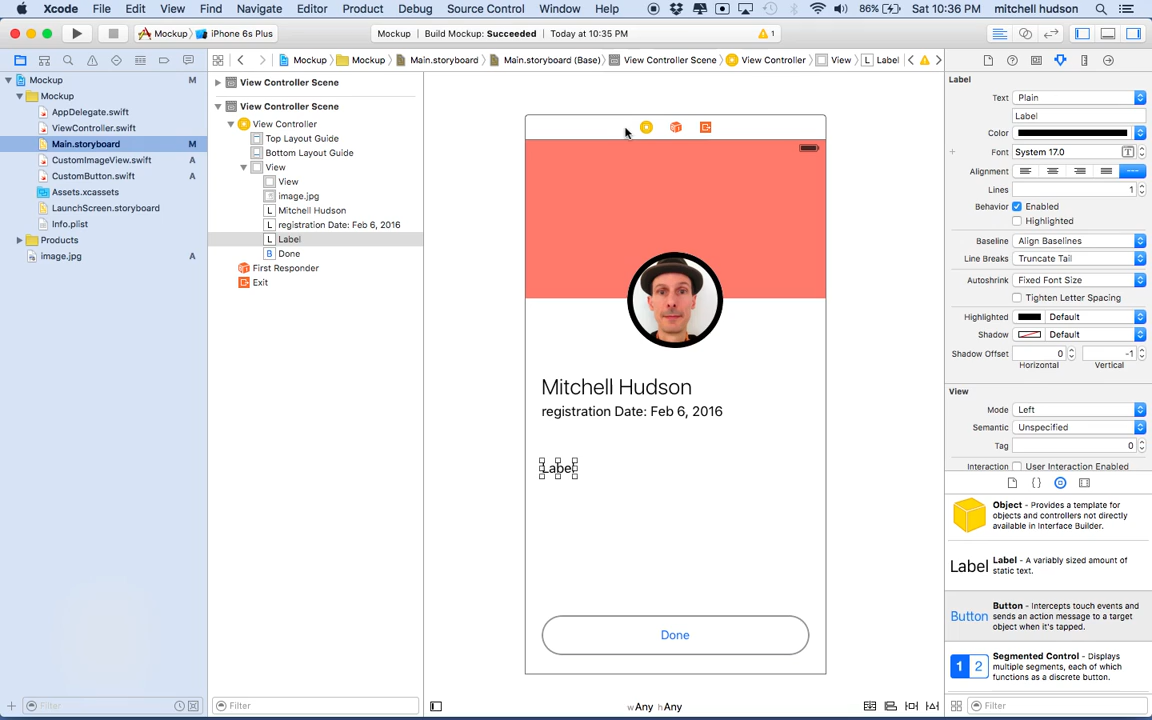 Xcode File Edit View Find Navigate Editor Product Debug Source Control Window Help 86% Sat 10:36 PM mitchell hudson
Mockup iPhone 6s Plus Mockup Build Mockup: Succeeded Today at 10:35 PM 1
Mockup Mockup Main.storyboard Main.storyboard (Base) View Controller Scene View Controller View L Label
Mockup M
Mockup
AppDelegate.swift
ViewController.swift
Main.storyboard M
CustomImageView.swift A
CustomButton.swift A
Assets.xcassets
LaunchScreen.storyboard
Info.plist
Products
image.jpg A
Filter
View Controller Scene
View Controller Scene
View Controller
Top Layout Guide
Bottom Layout Guide
View
View
image.jpg
L Mitchell Hudson
L registration Date: Feb 6, 2016
L Label
B Done
First Responder
Exit
Filter
Mitchell Hudson
registration Date: Feb 6, 2016
Label
Done
wAny hAny
Label
Text Plain
Label
Color
Font System 17.0 T
Alignment ---
Lines 1
Behavior Enabled
Highlighted
Baseline Align Baselines
Line Breaks Truncate Tail
Autoshrink Fixed Font Size
Tighten Letter Spacing
Highlighted Default
Shadow Default
Shadow Offset 0 -1
Horizontal Vertical
View
Mode Left
Semantic Unspecified
Tag 0
Interaction User Interaction Enabled
{}
Object - Provides a template for
objects and controllers not directly
available in Interface Builder.
Label Label - A variably sized amount of
static text.
Button Button - Intercepts touch events and
sends an action message to a target
object when it's tapped.
1 2 Segmented Control - Displays
multiple segments, each of which
functions as a discrete button.
Filter